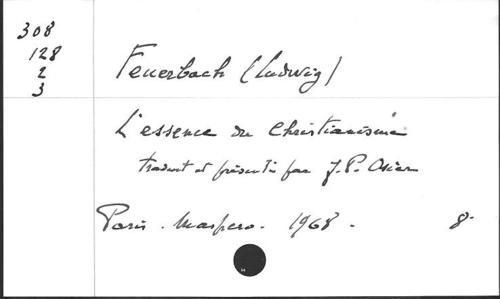 308
128
2
3
Feuerbach (Ludwig)
L'essence du Christianisme
traduit et présenté par J.P. Osier
Paris. Maspero. 1968. 8.